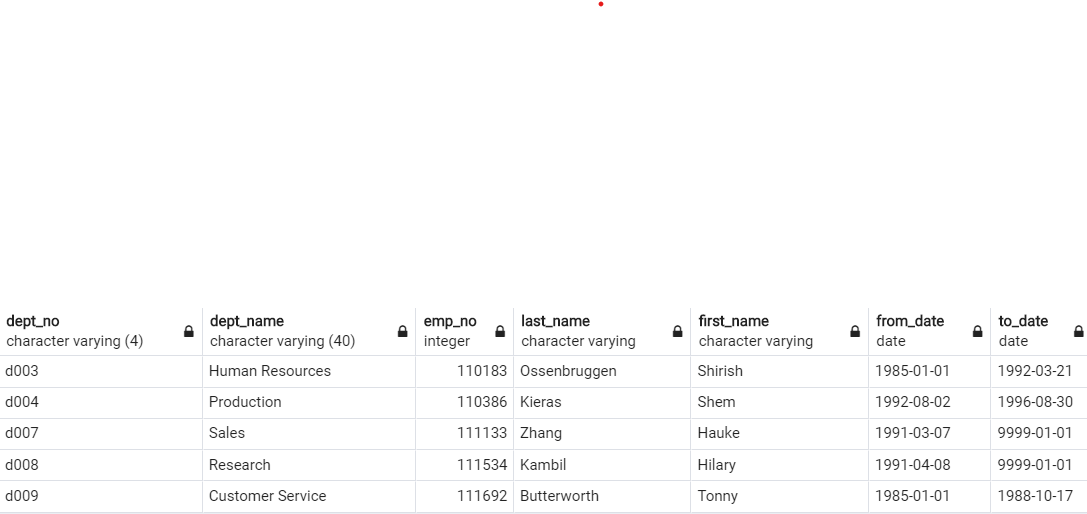 dept_no dept_name emp_no last_name first_name from_date to_date
character varying (4) character varying (40) integer character varying character varying date date
d003 Human Resources 110183 Ossenbruggen Shirish 1985-01-01 1992-03-21
d004 Production 110386 Kieras Shem 1992-08-02 1996-08-30
d007 Sales 111133 Zhang Hauke 1991-03-07 9999-01-01
d008 Research 111534 Kambil Hilary 1991-04-08 9999-01-01
d009 Customer Service 111692 Butterworth Tonny 1985-01-01 1988-10-17